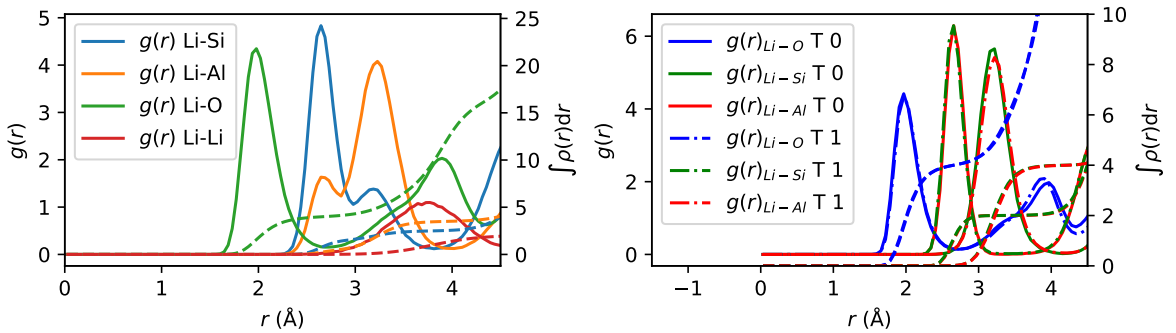 g(r) Li-Si
g(r) Li-Al
g(r) Li-O
g(r) Li-Li
g(r)
0
1
2
3
4
5
0
1
2
3
4
r (Å)
0
5
10
15
20
25
∫ρ(r)dr
g(r)Li−O T 0
g(r)Li−Si T 0
g(r)Li−Al T 0
g(r)Li−O T 1
g(r)Li−Si T 1
g(r)Li−Al T 1
g(r)
0
2
4
6
−1
0
1
2
3
4
r (Å)
0
2
4
6
8
10
∫ρ(r)dr